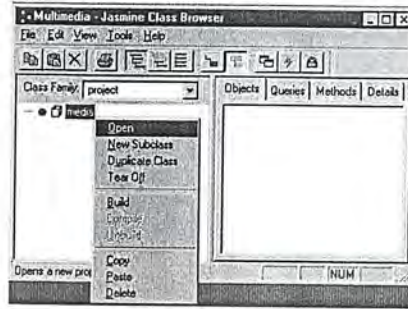 Multimedia - Jasmine Class Browser
File Edit View Tools Help
Class Family: project
Objects Queries Methods Details
media
Open
New Subclass
Duplicate Class
Tear Off
Build
Compile
Unbuild
Copy
Paste
Delete
Opens a new prop
NUM